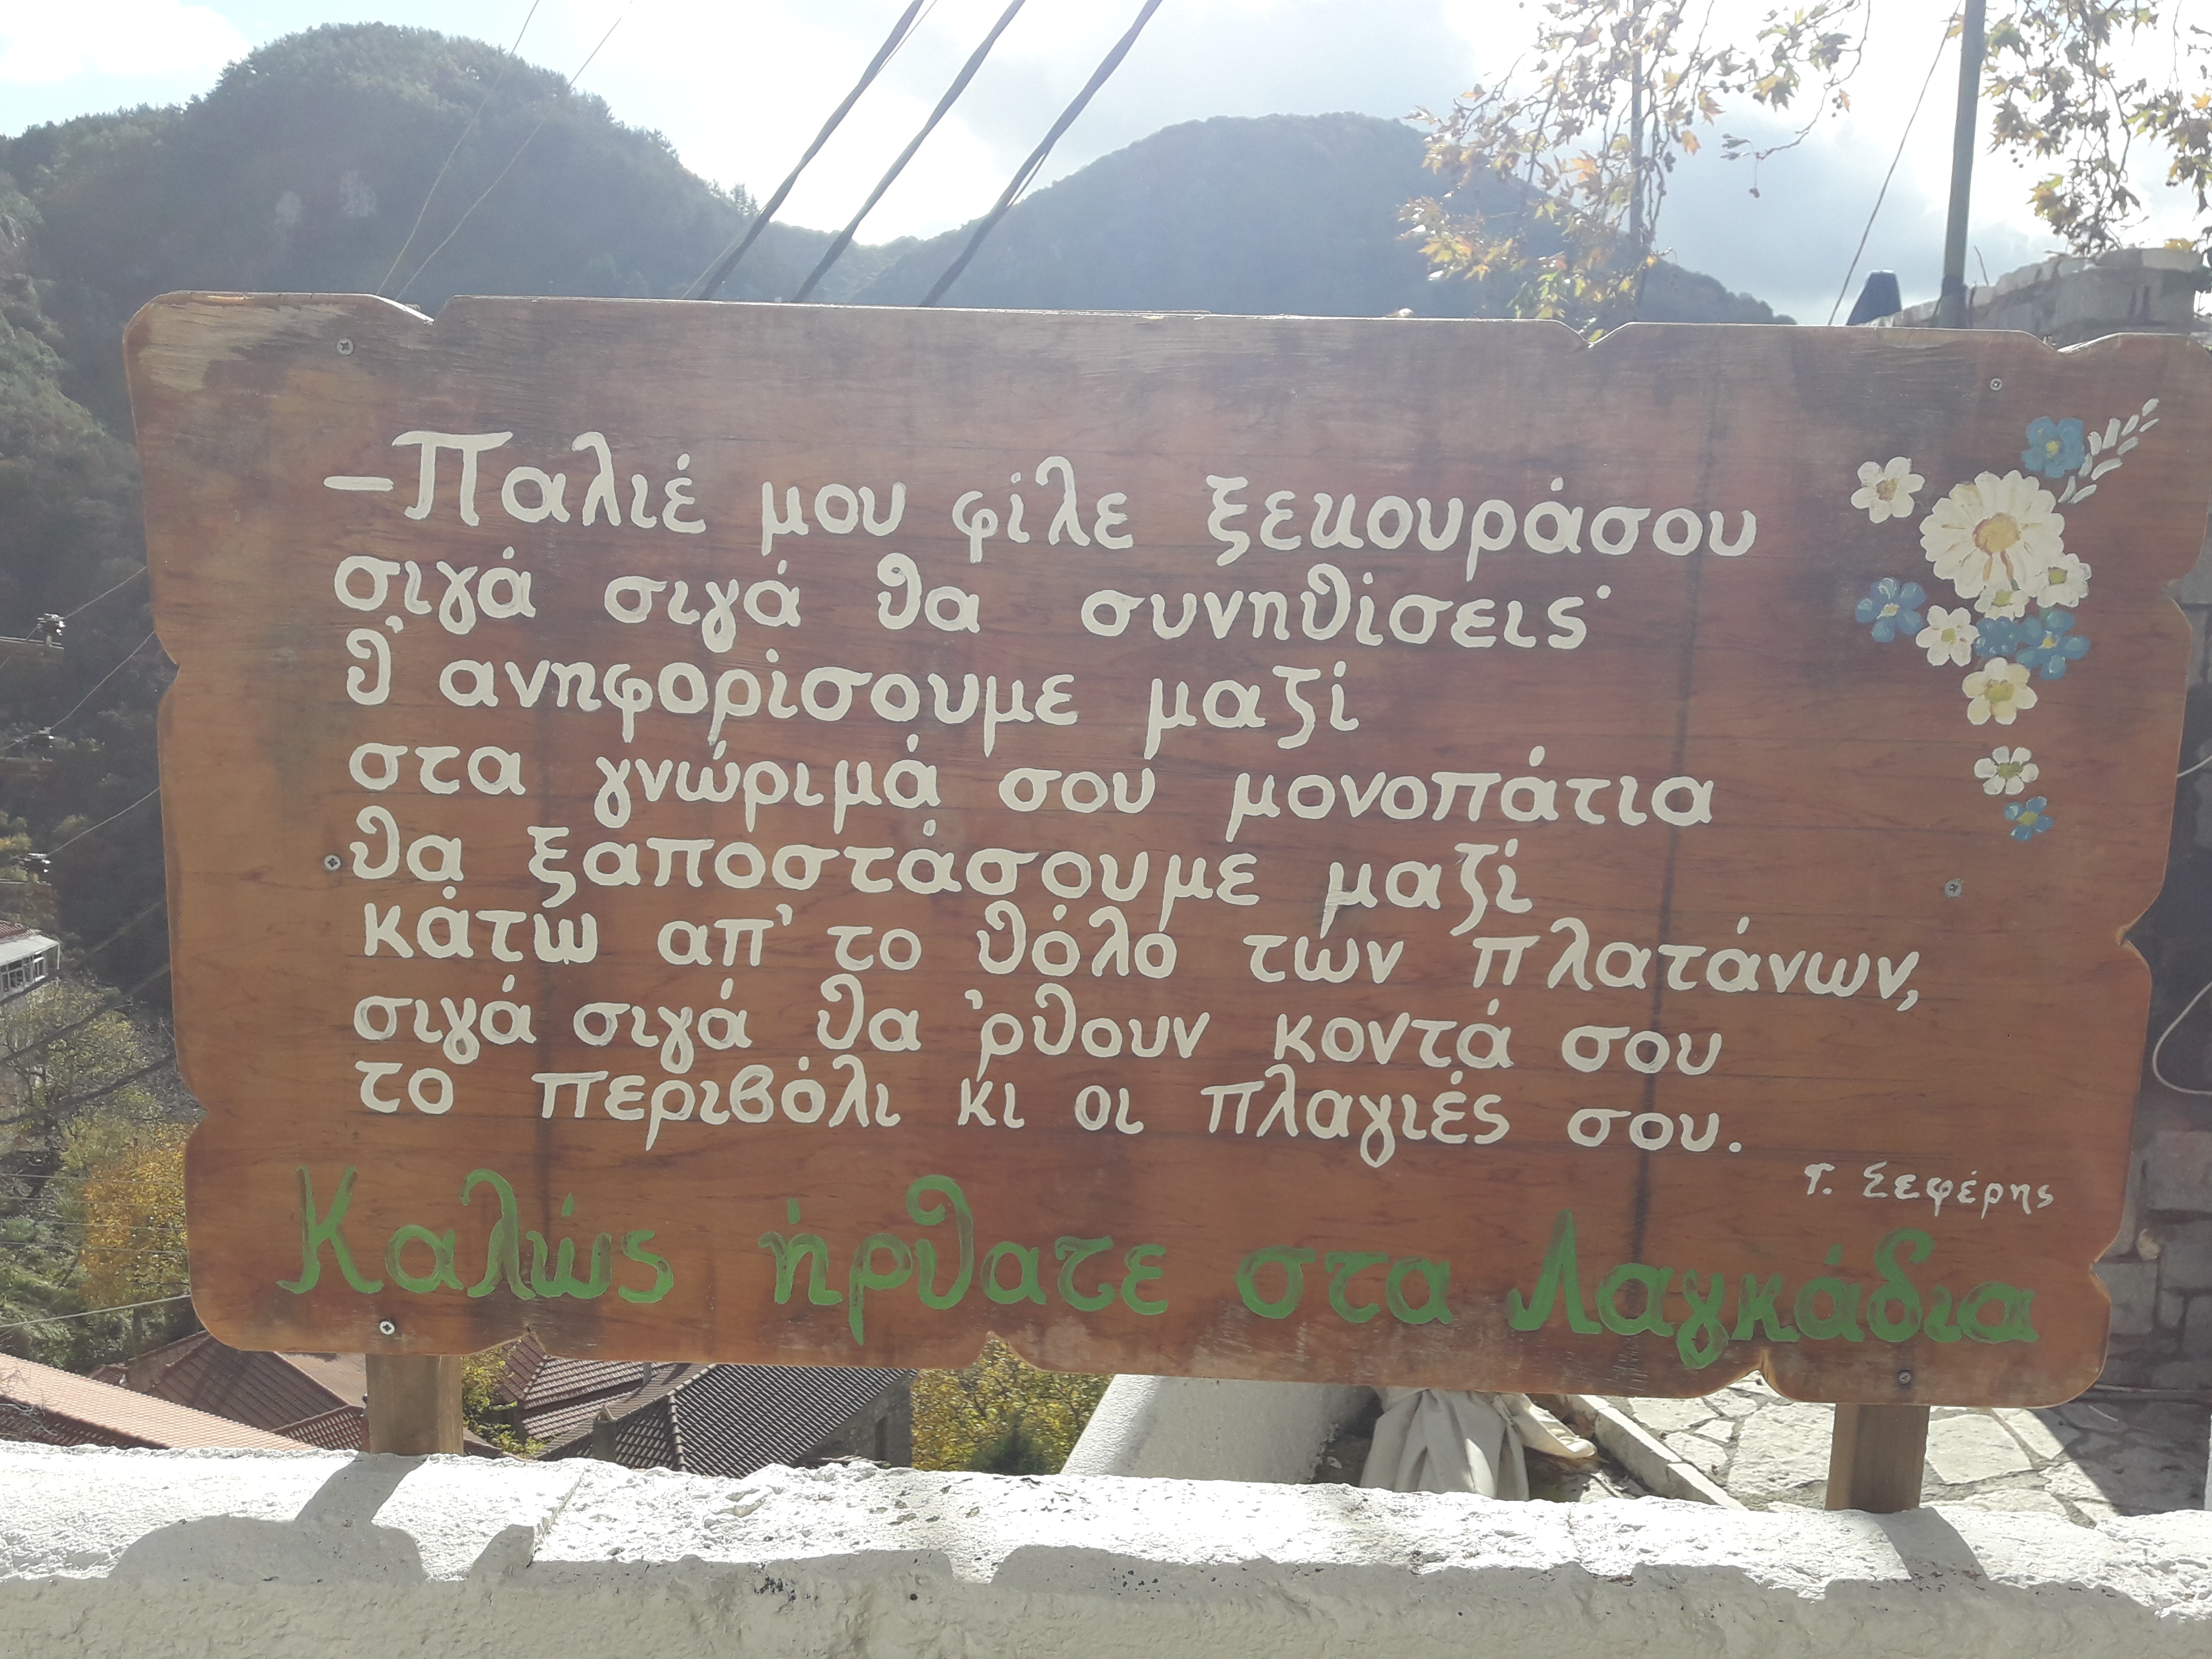 –Παλιέ μου φίλε ξεκουράσου
σιγά σιγά θα συνηθίσεις·
θ' ανηφορίσουμε μαζί
στα γνώριμά σου μονοπάτια
θα ξαποστάσουμε μαζί
κάτω απ' το θόλο των πλατάνων,
σιγά σιγά θα 'ρθουν κοντά σου
το περιβόλι κι οι πλαγιές σου.
Γ. Σεφέρης
Καλώς ήρθατε στα Λαγκάδια